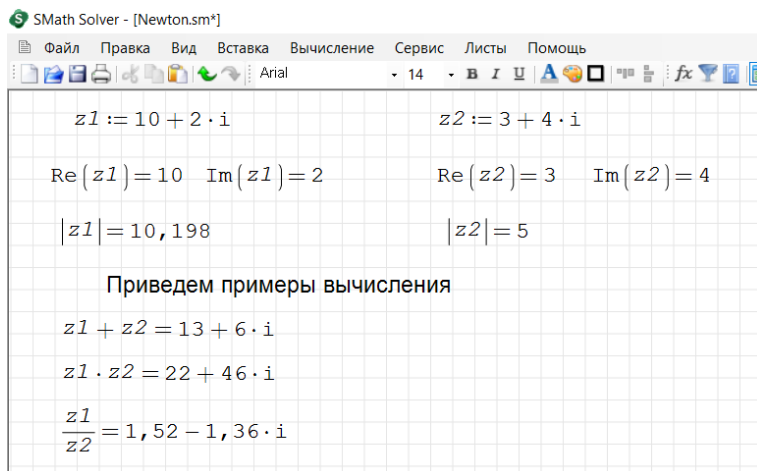 SMath Solver - [Newton.sm*]
Файл Правка Вид Вставка Вычисление Сервис Листы Помощь
Arial 14 B I U A fx
z1 := 10 + 2 · i z2 := 3 + 4 · i
Re(z1) = 10 Im(z1) = 2 Re(z2) = 3 Im(z2) = 4
|z1| = 10,198 |z2| = 5
Приведем примеры вычисления
z1 + z2 = 13 + 6 · i
z1 · z2 = 22 + 46 · i
z1
z2
= 1,52 − 1,36 · i